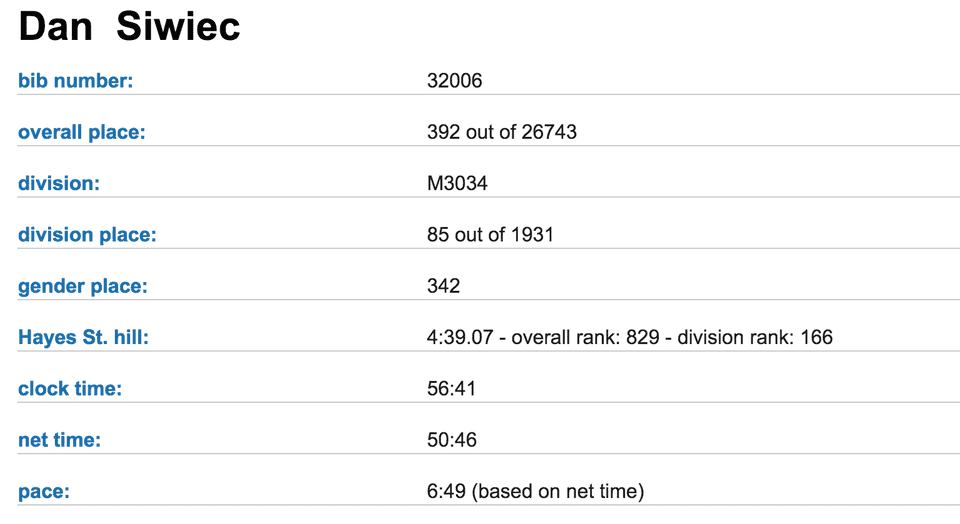 Dan Siwiec
bib number: 32006
overall place: 392 out of 26743
division: M3034
division place: 85 out of 1931
gender place: 342
Hayes St. hill: 4:39.07 - overall rank: 829 - division rank: 166
clock time: 56:41
net time: 50:46
pace: 6:49 (based on net time)